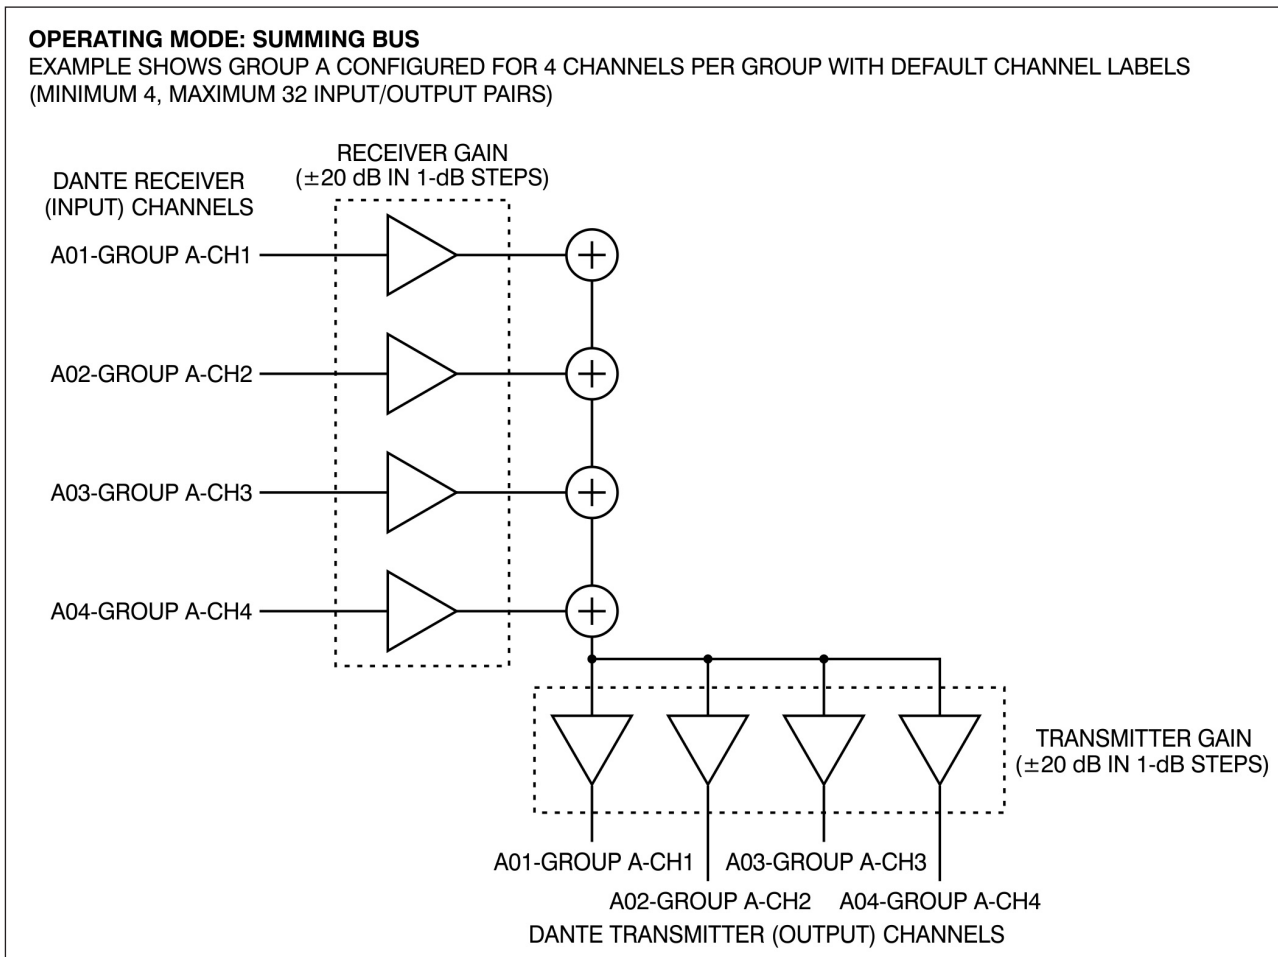 OPERATING MODE: SUMMING BUS
EXAMPLE SHOWS GROUP A CONFIGURED FOR 4 CHANNELS PER GROUP WITH DEFAULT CHANNEL LABELS
(MINIMUM 4, MAXIMUM 32 INPUT/OUTPUT PAIRS)
RECEIVER GAIN
(±20 dB IN 1-dB STEPS)
DANTE RECEIVER
(INPUT) CHANNELS
A01-GROUP A-CH1
A02-GROUP A-CH2
A03-GROUP A-CH3
A04-GROUP A-CH4
TRANSMITTER GAIN
(±20 dB IN 1-dB STEPS)
A01-GROUP A-CH1
A03-GROUP A-CH3
A02-GROUP A-CH2
A04-GROUP A-CH4
DANTE TRANSMITTER (OUTPUT) CHANNELS